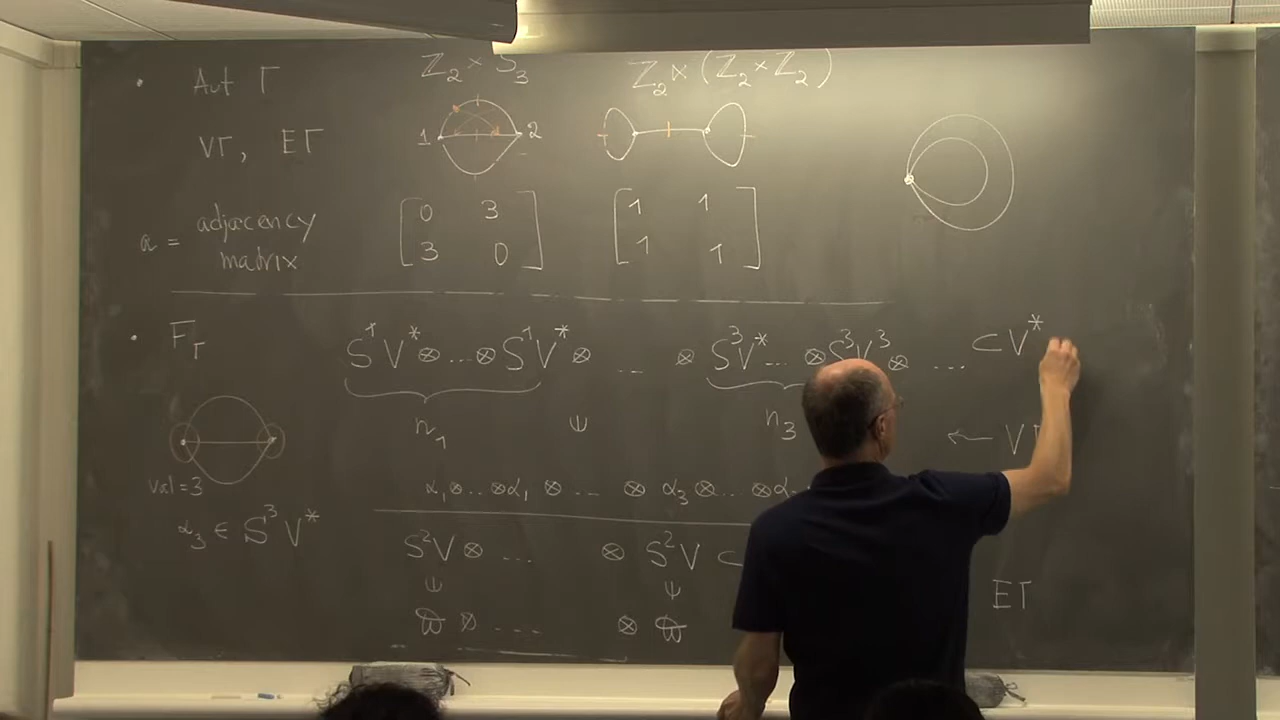 • Aut Γ ℤ₂ × S₃ ℤ₂ ⋉ (ℤ₂ × ℤ₂)
VΓ, EΓ 1 2
a = adjacency matrix
[0 3]
[3 0]
[1 1]
[1 1]
• F_Γ S¹V* ⊗ ... ⊗ S¹V* ⊗ ... ⊗ S³V* ... ⊗ S³V³ ⊗ ... ⊂ V*
n₁ ψ n₃ ← V
val = 3 α₁ ⊗ ... ⊗ α₁ ⊗ ... ⊗ α₃ ⊗ ... ⊗ α
α₃ ∈ S³V*
S²V ⊗ ... ⊗ S²V ⊂
ψ ψ EΓ
⊗ ... ⊗